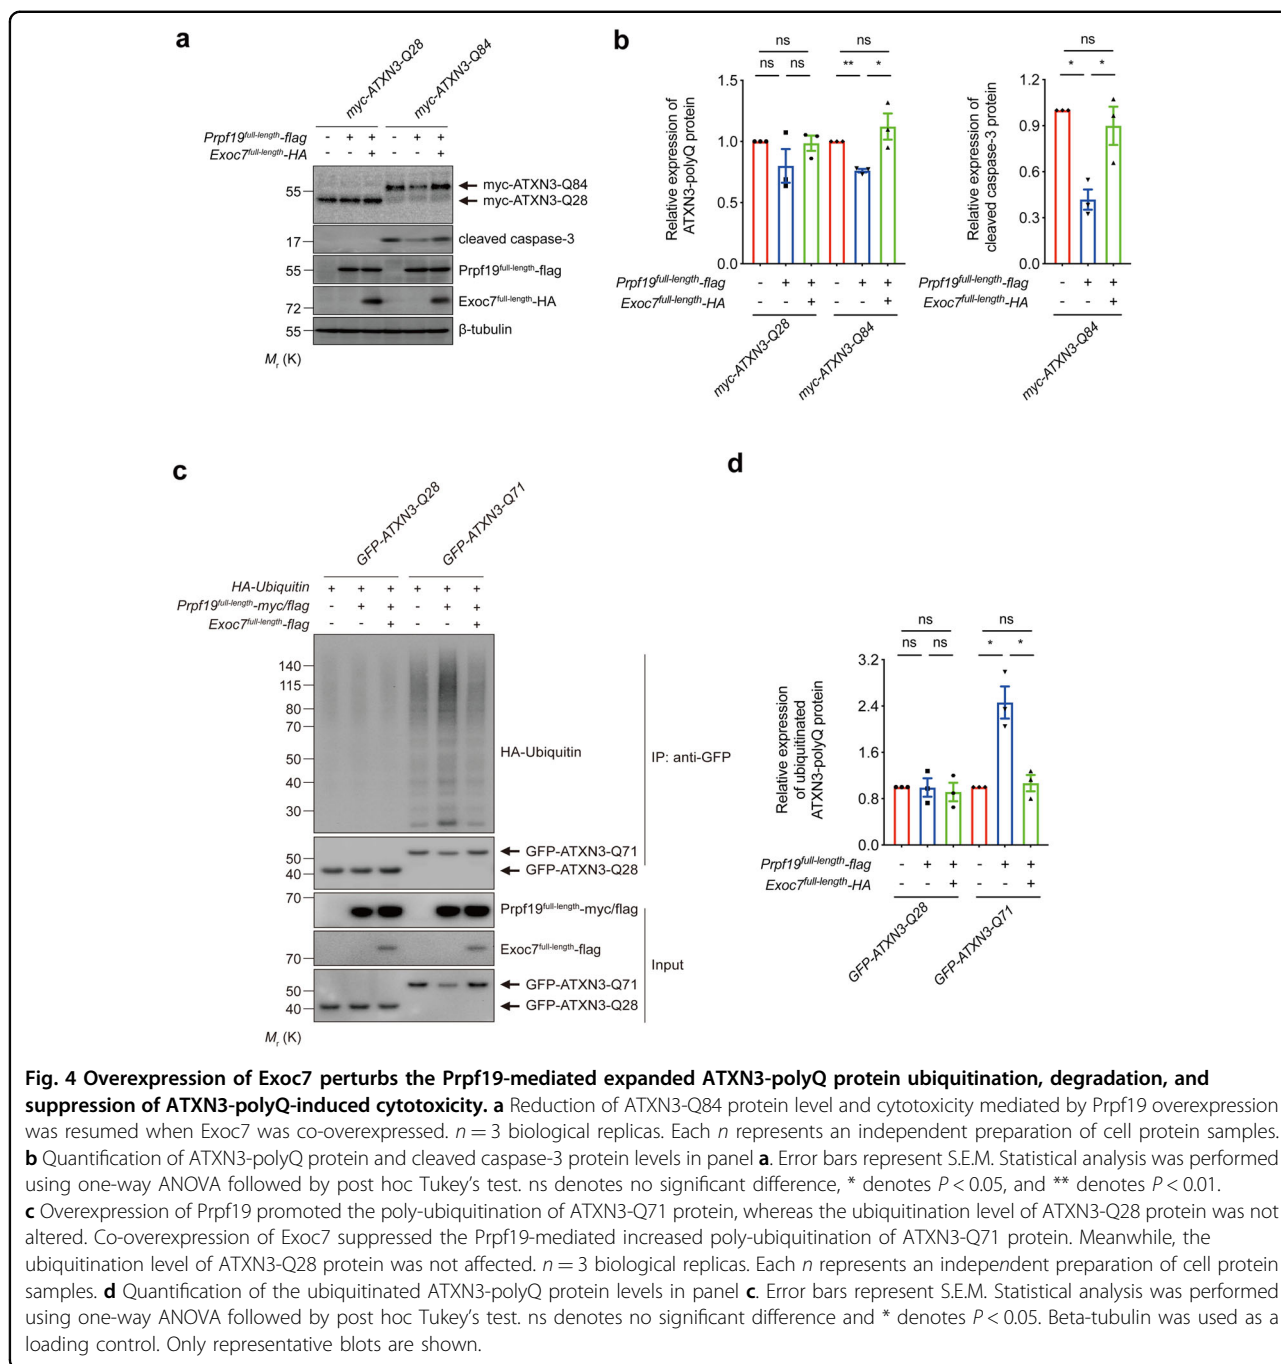 a
myc-ATXN3-Q28
myc-ATXN3-Q84
Prpf19full-length-flag - + + - + +
Exoc7full-length-HA - - + - - +
55
myc-ATXN3-Q84
myc-ATXN3-Q28
17
cleaved caspase-3
55
Prpf19full-length-flag
72
Exoc7full-length-HA
55
β-tubulin
Mr (K)
b
ns ns
ns ns ** *
Relative expression of
ATXN3-polyQ protein
1.5
1.0
0.5
0.0
Prpf19full-length-flag - + + - + +
Exoc7full-length-HA - - + - - +
myc-ATXN3-Q28
myc-ATXN3-Q84
ns
* *
Relative expression of
cleaved caspase-3 protein
1.2
0.9
0.6
0.3
0.0
Prpf19full-length-flag - + +
Exoc7full-length-HA - - +
myc-ATXN3-Q84
c
GFP-ATXN3-Q28
GFP-ATXN3-Q71
HA-Ubiquitin + + + + + +
Prpf19full-length-myc/flag - + + - + +
Exoc7full-length-flag - - + - - +
140
115
80
70
50
40
30
HA-Ubiquitin
IP: anti-GFP
50
40
GFP-ATXN3-Q71
GFP-ATXN3-Q28
70
Prpf19full-length-myc/flag
70
Exoc7full-length-flag
Input
50
40
GFP-ATXN3-Q71
GFP-ATXN3-Q28
Mr (K)
d
ns ns
ns ns * *
Relative expression
of ubiquitinated
ATXN3-polyQ protein
3.2
2.4
1.6
0.8
0.0
Prpf19full-length-flag - + + - + +
Exoc7full-length-HA - - + - - +
GFP-ATXN3-Q28
GFP-ATXN3-Q71
Fig. 4 Overexpression of Exoc7 perturbs the Prpf19-mediated expanded ATXN3-polyQ protein ubiquitination, degradation, and
suppression of ATXN3-polyQ-induced cytotoxicity. a Reduction of ATXN3-Q84 protein level and cytotoxicity mediated by Prpf19 overexpression
was resumed when Exoc7 was co-overexpressed. n = 3 biological replicas. Each n represents an independent preparation of cell protein samples.
b Quantification of ATXN3-polyQ protein and cleaved caspase-3 protein levels in panel a. Error bars represent S.E.M. Statistical analysis was performed
using one-way ANOVA followed by post hoc Tukey's test. ns denotes no significant difference, * denotes P < 0.05, and ** denotes P < 0.01.
c Overexpression of Prpf19 promoted the poly-ubiquitination of ATXN3-Q71 protein, whereas the ubiquitination level of ATXN3-Q28 protein was not
altered. Co-overexpression of Exoc7 suppressed the Prpf19-mediated increased poly-ubiquitination of ATXN3-Q71 protein. Meanwhile, the
ubiquitination level of ATXN3-Q28 protein was not affected. n = 3 biological replicas. Each n represents an independent preparation of cell protein
samples. d Quantification of the ubiquitinated ATXN3-polyQ protein levels in panel c. Error bars represent S.E.M. Statistical analysis was performed
using one-way ANOVA followed by post hoc Tukey's test. ns denotes no significant difference and * denotes P < 0.05. Beta-tubulin was used as a
loading control. Only representative blots are shown.